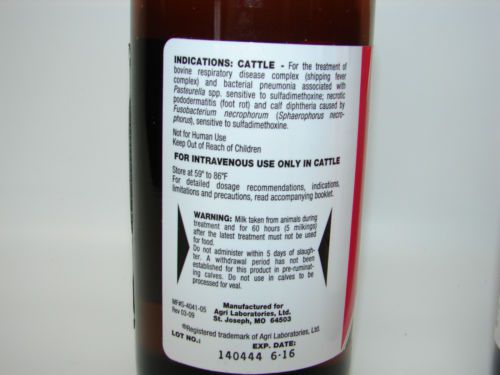 INDICATIONS: CATTLE - For the treatment of
bovine respiratory disease complex (shipping fever
complex) and bacterial pneumonia associated with
Pasteurella spp. sensitive to sulfadimethoxine; necrotic
pododermatitis (foot rot) and calf diphtheria caused by
Fusobacterium necrophorum (Sphaerophorus necro-
phorus), sensitive to sulfadimethoxine.
Not for Human Use
Keep Out of Reach of Children
FOR INTRAVENOUS USE ONLY IN CATTLE
Store at 59° to 86°F
For detailed dosage recommendations, indications,
limitations and precautions, read accompanying booklet.
WARNING: Milk taken from animals during
treatment and for 60 hours (5 milkings)
after the latest treatment must not be used
for food.
Do not administer within 5 days of slaugh-
ter. A withdrawal period has not been
established for this product in pre-ruminat-
ing calves. Do not use in calves to be
processed for veal.
MF#S-4041-05
Rev 03-09
Manufactured for
Agri Laboratories, Ltd.
St. Joseph, MO 64503
®Registered trademark of Agri Laboratories, Ltd.
LOT NO.: EXP. DATE:
140444 6-16